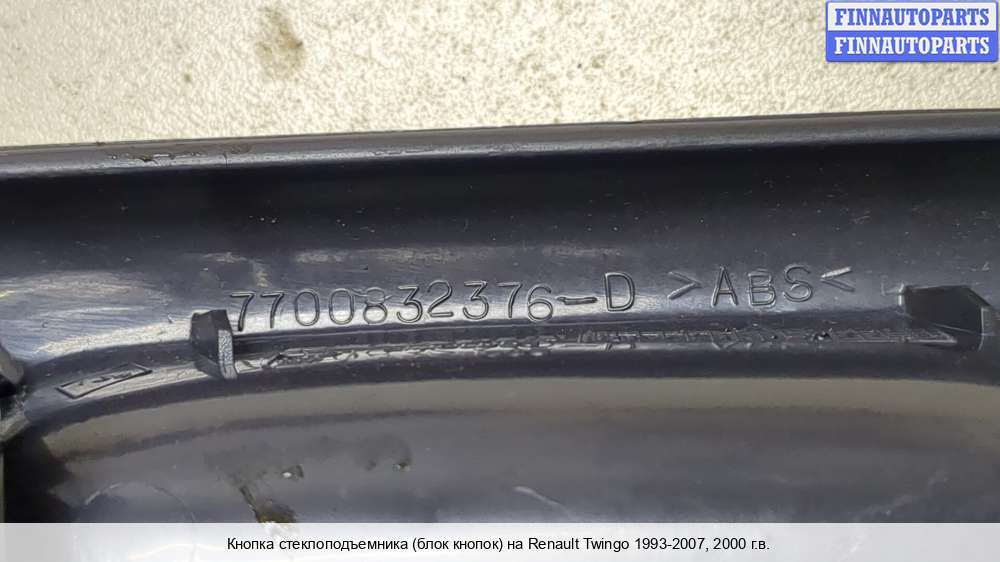 FINNAUTOPARTS
FINNAUTOPARTS
7700832376-D >ABS<
Кнопка стеклоподъемника (блок кнопок) на Renault Twingo 1993-2007, 2000 г.в.